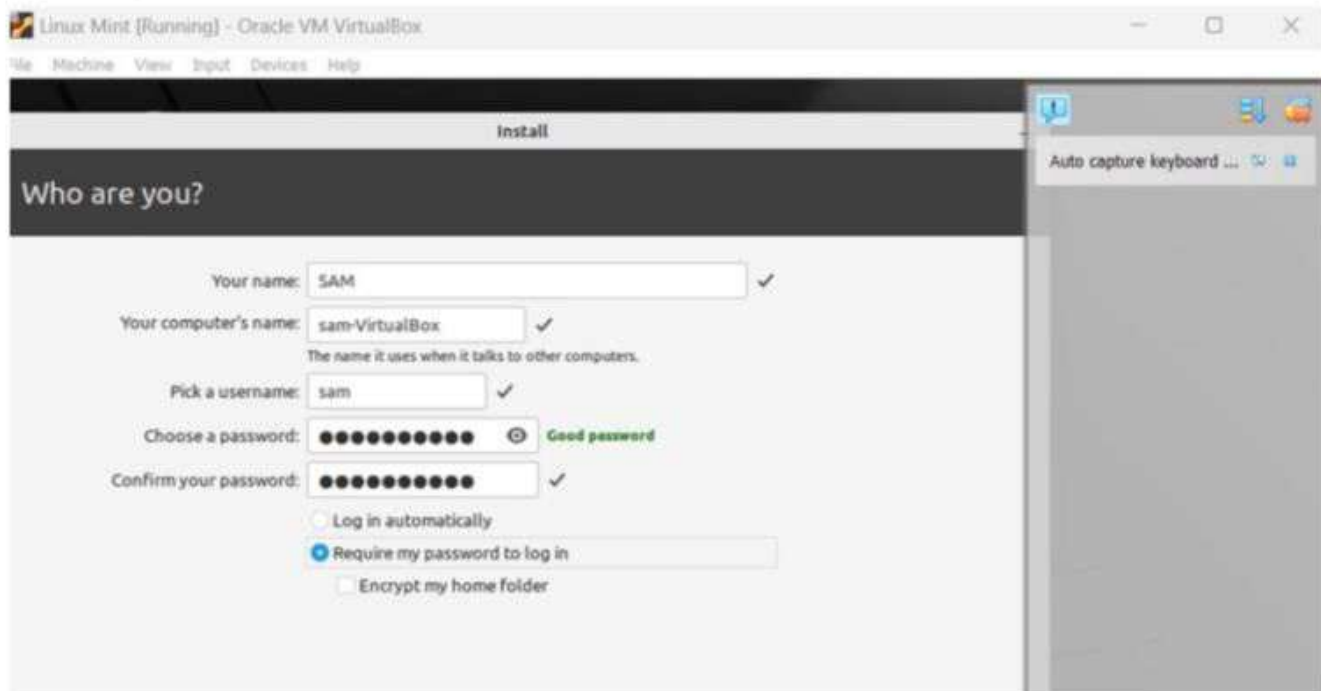 Linux Mint [Running] - Oracle VM VirtualBox
File Machine View Input Devices Help
Install
Auto capture keyboard ...
Who are you?
Your name: SAM
Your computer's name: sam-VirtualBox
The name it uses when it talks to other computers.
Pick a username: sam
Choose a password: ●●●●●●●●●● Good password
Confirm your password: ●●●●●●●●●●
Log in automatically
Require my password to log in
Encrypt my home folder